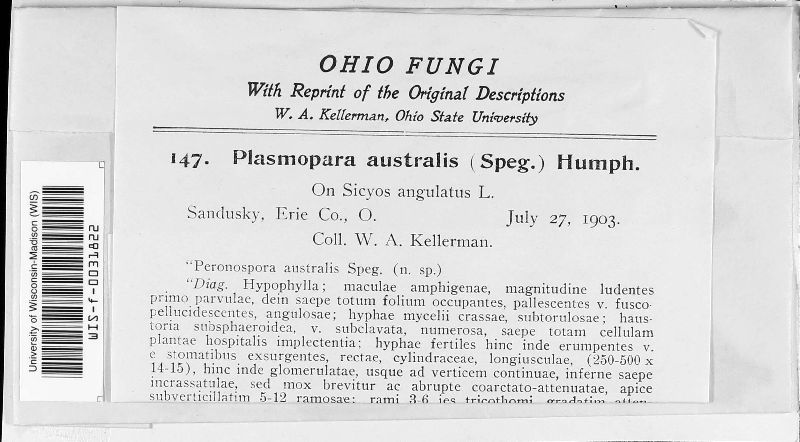 OHIO FUNGI
With Reprint of the Original Descriptions
W. A. Kellerman, Ohio State University
147. Plasmopara australis (Speg.) Humph.
On Sicyos angulatus L.
Sandusky, Erie Co., O. July 27, 1903.
Coll. W. A. Kellerman.
"Peronospora australis Speg. (n. sp.)
"Diag. Hypophylla; maculae amphigenae, magnitudine ludentes
primo parvulae, dein saepe totum folium occupantes, pallescentes v. fusco-
pellucidescentes, angulosae; hyphae mycelii crassae, subtorulosae; haus-
toria subsphaeroidea, v. subclavata, numerosa, saepe totam cellulam
plantae hospitalis implectentia; hyphae fertiles hinc inde erumpentes v.
e stomatibus exsurgentes, rectae, cylindraceae, longiusculae, (250-500 x
14-15), hinc inde glomerulatae, usque ad verticem continuae, inferne saepe
incrassatulae, sed mox brevitur ac abrupte coarctato-attenuatae, apice
subverticillatim 5-12 ramosae; rami 3-6 ies tricothomi, gradatim atten-
University of Wisconsin-Madison (WIS)
WIS-f-0013022